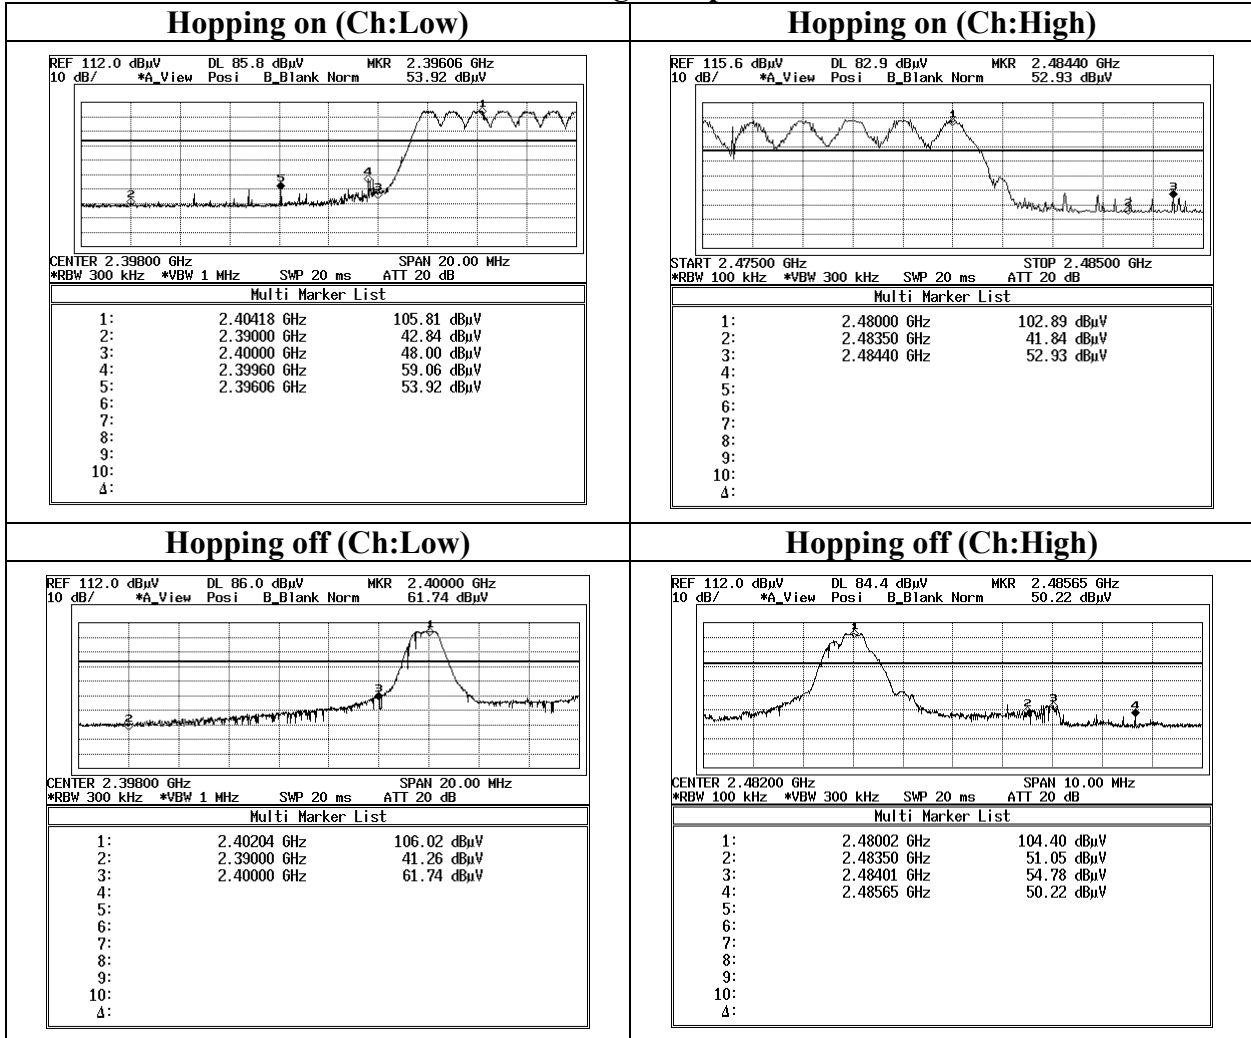 Hopping on (Ch:Low)
REF 112.0 dBµV DL 85.8 dBµV MKR 2.39606 GHz
10 dB/ *A_View Posi B_Blank Norm 53.92 dBµV
1
2
5
4
3
CENTER 2.39800 GHz SPAN 20.00 MHz
*RBW 300 kHz *VBW 1 MHz SWP 20 ms ATT 20 dB
Multi Marker List
1: 2.40418 GHz 105.81 dBµV
2: 2.39000 GHz 42.84 dBµV
3: 2.40000 GHz 48.00 dBµV
4: 2.39960 GHz 59.06 dBµV
5: 2.39606 GHz 53.92 dBµV
6:
7:
8:
9:
10:
Δ:
Hopping on (Ch:High)
REF 115.6 dBµV DL 82.9 dBµV MKR 2.48440 GHz
10 dB/ *A_View Posi B_Blank Norm 52.93 dBµV
1
2
3
START 2.47500 GHz STOP 2.48500 GHz
*RBW 100 kHz *VBW 300 kHz SWP 20 ms ATT 20 dB
Multi Marker List
1: 2.48000 GHz 102.89 dBµV
2: 2.48350 GHz 41.84 dBµV
3: 2.48440 GHz 52.93 dBµV
4:
5:
6:
7:
8:
9:
10:
Δ:
Hopping off (Ch:Low)
REF 112.0 dBµV DL 86.0 dBµV MKR 2.40000 GHz
10 dB/ *A_View Posi B_Blank Norm 61.74 dBµV
1
2
3
CENTER 2.39800 GHz SPAN 20.00 MHz
*RBW 300 kHz *VBW 1 MHz SWP 20 ms ATT 20 dB
Multi Marker List
1: 2.40204 GHz 106.02 dBµV
2: 2.39000 GHz 41.26 dBµV
3: 2.40000 GHz 61.74 dBµV
4:
5:
6:
7:
8:
9:
10:
Δ:
Hopping off (Ch:High)
REF 112.0 dBµV DL 84.4 dBµV MKR 2.48565 GHz
10 dB/ *A_View Posi B_Blank Norm 50.22 dBµV
1
2
3
4
CENTER 2.48200 GHz SPAN 10.00 MHz
*RBW 100 kHz *VBW 300 kHz SWP 20 ms ATT 20 dB
Multi Marker List
1: 2.48002 GHz 104.40 dBµV
2: 2.48350 GHz 51.05 dBµV
3: 2.48401 GHz 54.78 dBµV
4: 2.48565 GHz 50.22 dBµV
5:
6:
7:
8:
9:
10:
Δ: